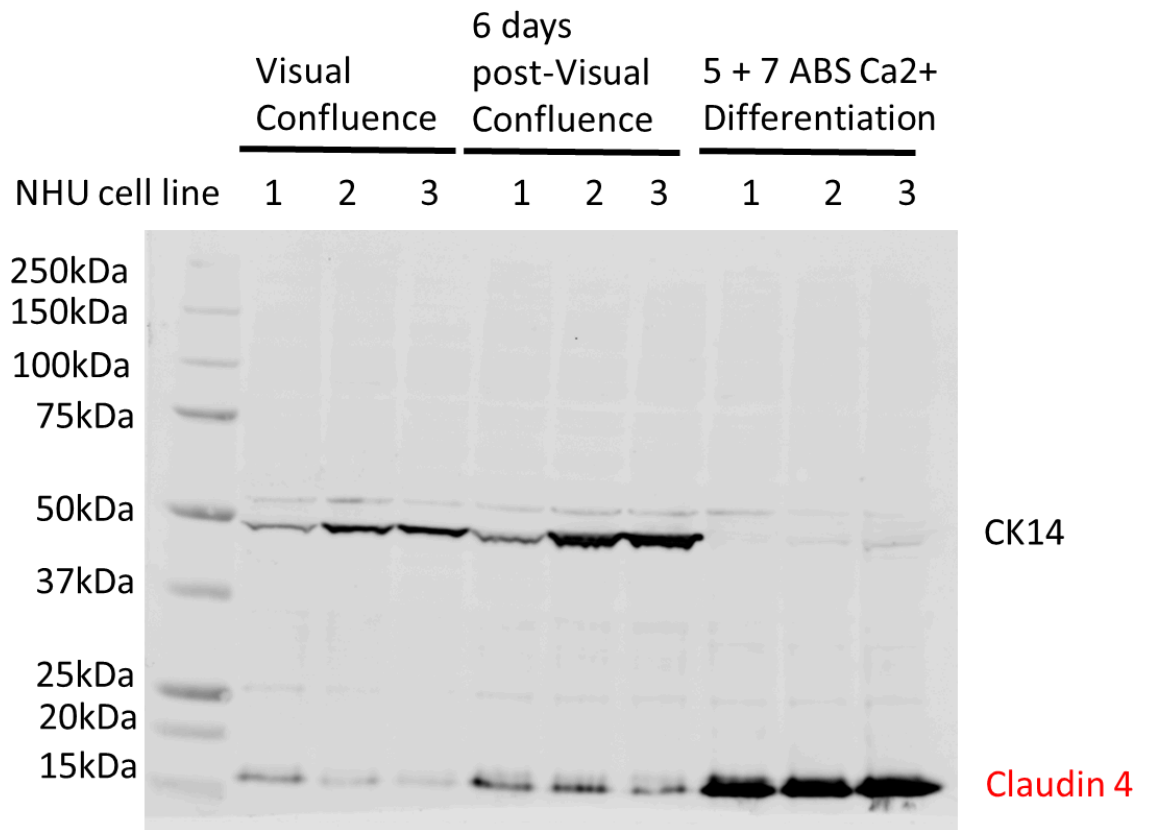 Visual
Confluence
6 days
post-Visual
Confluence
5 + 7 ABS Ca2+
Differentiation
NHU cell line 1 2 3 1 2 3 1 2 3
250kDa
150kDa
100kDa
75kDa
50kDa
CK14
37kDa
25kDa
20kDa
15kDa
Claudin 4